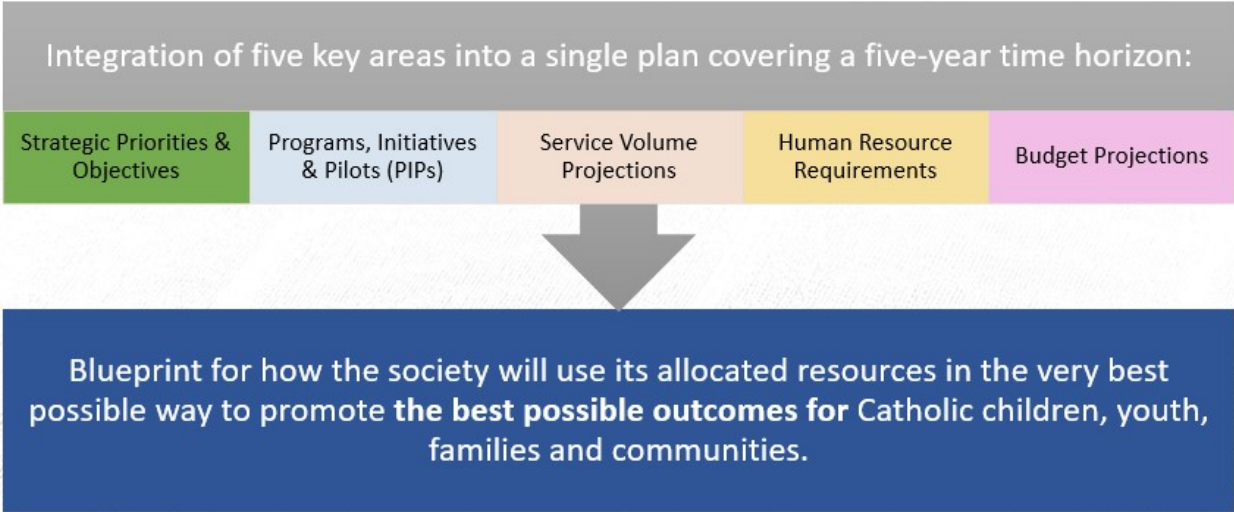 Integration of five key areas into a single plan covering a five-year time horizon:
Strategic Priorities &
Objectives
Programs, Initiatives
& Pilots (PIPs)
Service Volume
Projections
Human Resource
Requirements
Budget Projections
Blueprint for how the society will use its allocated resources in the very best
possible way to promote the best possible outcomes for Catholic children, youth,
families and communities.